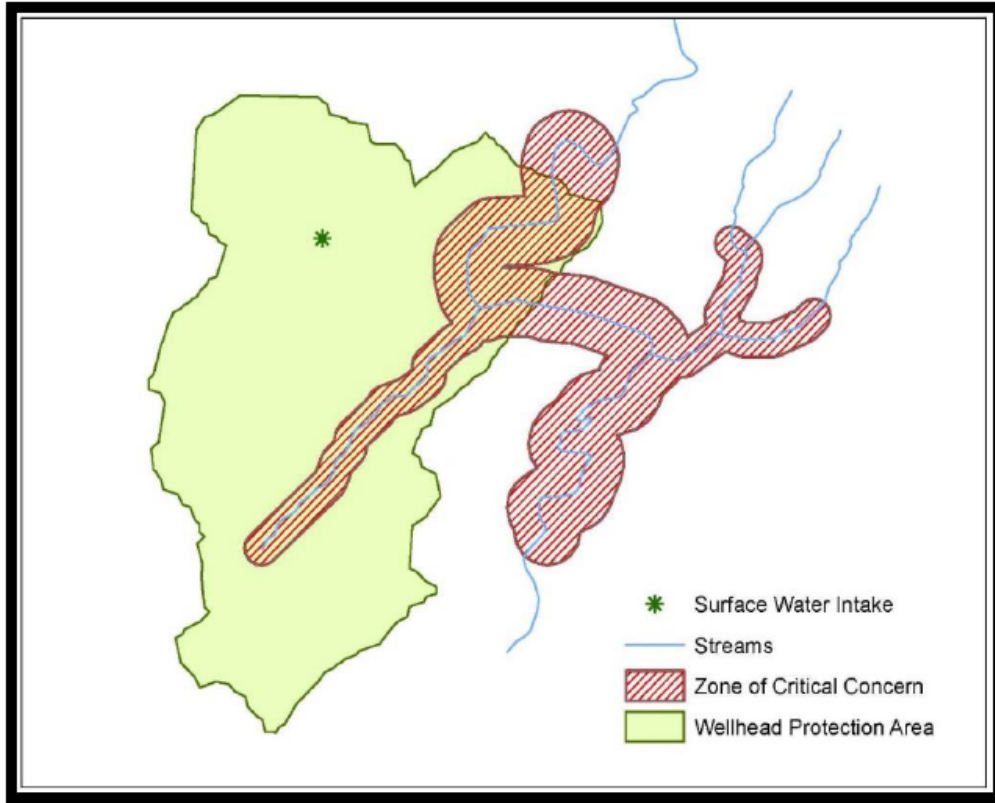 Surface Water Intake
Streams
Zone of Critical Concern
Wellhead Protection Area